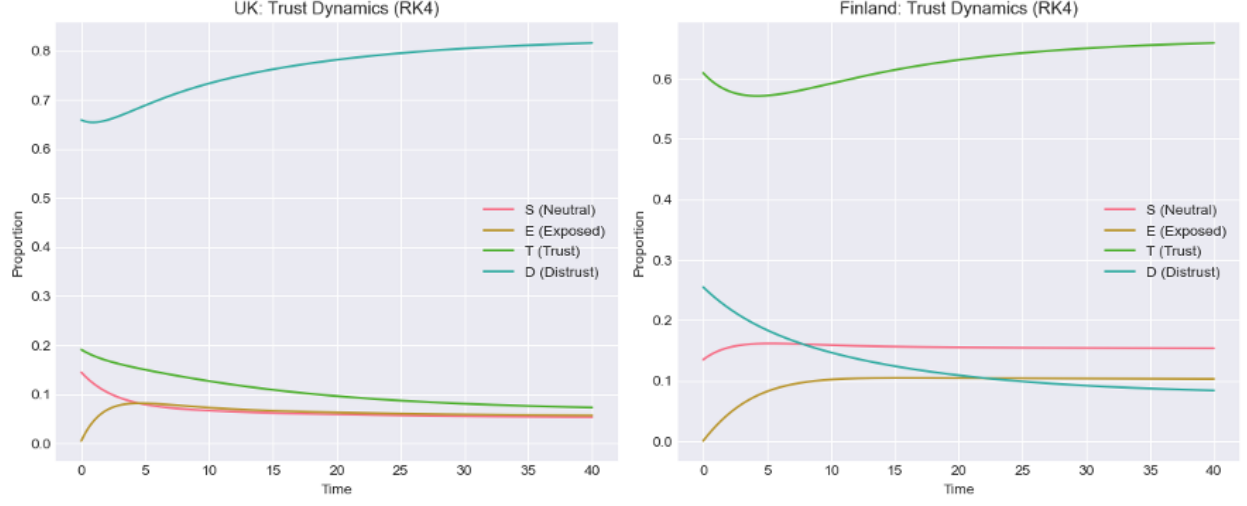 UK: Trust Dynamics (RK4)
0.8
0.7
0.6
0.5
0.4
0.3
0.2
0.1
0.0
Proportion
S (Neutral)
E (Exposed)
T (Trust)
D (Distrust)
0 5 10 15 20 25 30 35 40
Time
Finland: Trust Dynamics (RK4)
0.6
0.5
0.4
0.3
0.2
0.1
0.0
Proportion
S (Neutral)
E (Exposed)
T (Trust)
D (Distrust)
0 5 10 15 20 25 30 35 40
Time